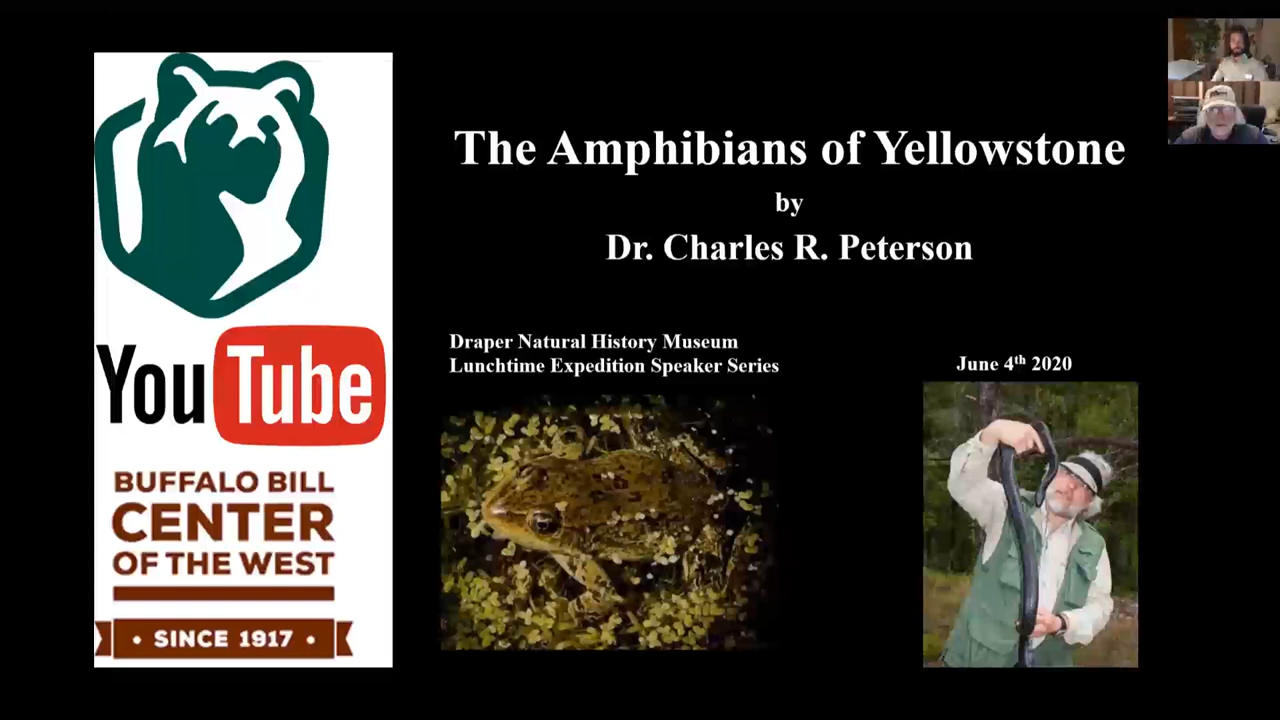 The Amphibians of Yellowstone
by
Dr. Charles R. Peterson
Draper Natural History Museum
Lunchtime Expedition Speaker Series
June 4th 2020
YouTube
BUFFALO BILL
CENTER
OF THE WEST
• SINCE 1917 •